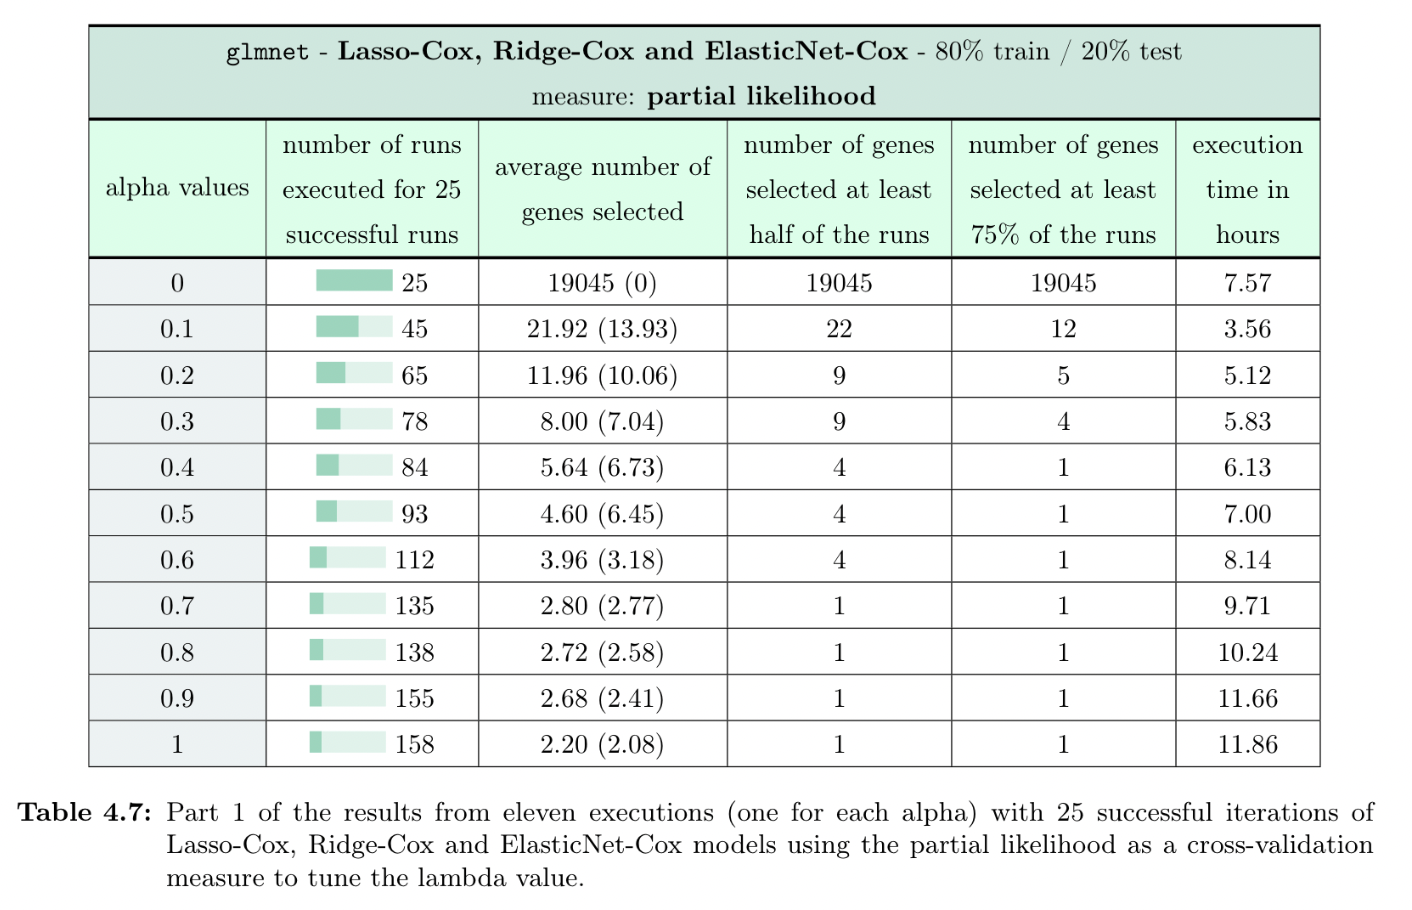 glmnet - Lasso-Cox, Ridge-Cox and ElasticNet-Cox - 80% train / 20% test
measure: partial likelihood
alpha values | number of runs executed for 25 successful runs | average number of genes selected | number of genes selected at least half of the runs | number of genes selected at least 75% of the runs | execution time in hours
0 | 25 | 19045 (0) | 19045 | 19045 | 7.57
0.1 | 45 | 21.92 (13.93) | 22 | 12 | 3.56
0.2 | 65 | 11.96 (10.06) | 9 | 5 | 5.12
0.3 | 78 | 8.00 (7.04) | 9 | 4 | 5.83
0.4 | 84 | 5.64 (6.73) | 4 | 1 | 6.13
0.5 | 93 | 4.60 (6.45) | 4 | 1 | 7.00
0.6 | 112 | 3.96 (3.18) | 4 | 1 | 8.14
0.7 | 135 | 2.80 (2.77) | 1 | 1 | 9.71
0.8 | 138 | 2.72 (2.58) | 1 | 1 | 10.24
0.9 | 155 | 2.68 (2.41) | 1 | 1 | 11.66
1 | 158 | 2.20 (2.08) | 1 | 1 | 11.86
Table 4.7: Part 1 of the results from eleven executions (one for each alpha) with 25 successful iterations of
Lasso-Cox, Ridge-Cox and ElasticNet-Cox models using the partial likelihood as a cross-validation
measure to tune the lambda value.